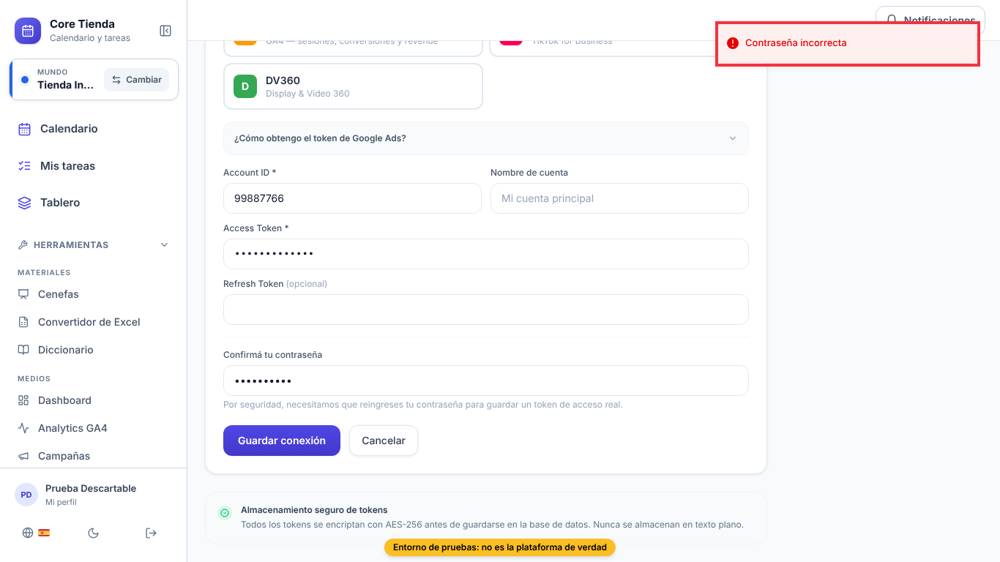 Core Tienda
Calendario y tareas
MUNDO
Tienda In...
Cambiar
Calendario
Mis tareas
Tablero
HERRAMIENTAS
MATERIALES
Cenefas
Convertidor de Excel
Diccionario
MEDIOS
Dashboard
Analytics GA4
Campañas
PD
Prueba Descartable
Mi perfil
Notificaciones
Contraseña incorrecta
GA4 — sesiones, conversiones y revenue
TikTok for Business
D
DV360
Display & Video 360
¿Cómo obtengo el token de Google Ads?
Account ID *
Nombre de cuenta
99887766
Mi cuenta principal
Access Token *
Refresh Token (opcional)
Confirmá tu contraseña
Por seguridad, necesitamos que reingreses tu contraseña para guardar un token de acceso real.
Guardar conexión
Cancelar
Almacenamiento seguro de tokens
Todos los tokens se encriptan con AES-256 antes de guardarse en la base de datos. Nunca se almacenan en texto plano.
Entorno de pruebas: no es la plataforma de verdad